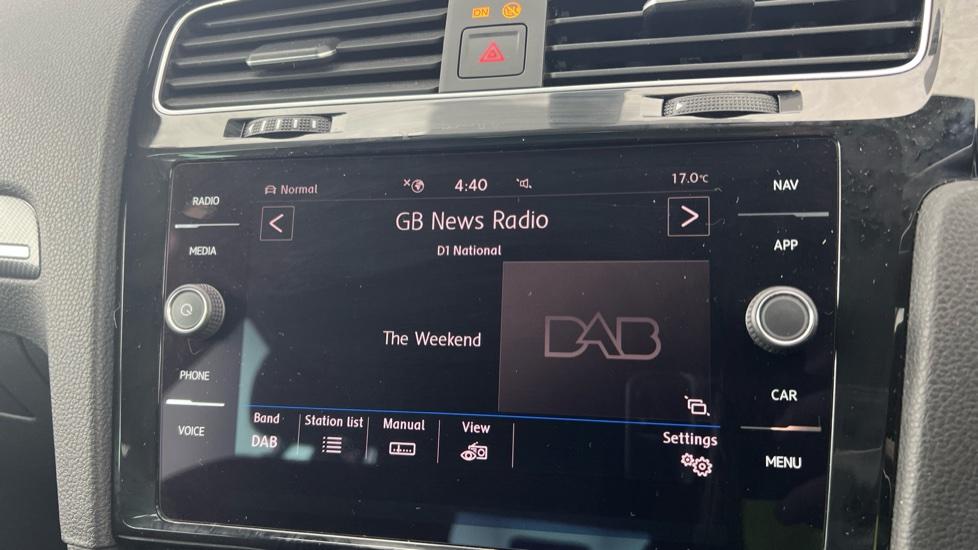 ON
RADIO
MEDIA
PHONE
VOICE
Normal
4:40
17.0°C
GB News Radio
D1 National
The Weekend
DAB
Band
DAB
Station list
Manual
View
Settings
NAV
APP
CAR
MENU